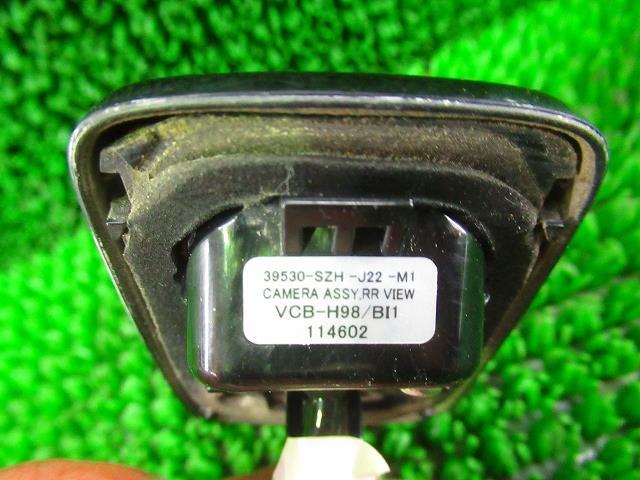 39530-SZH-J22-M1
CAMERA ASSY,RR VIEW
VCB-H98/BI1
114602